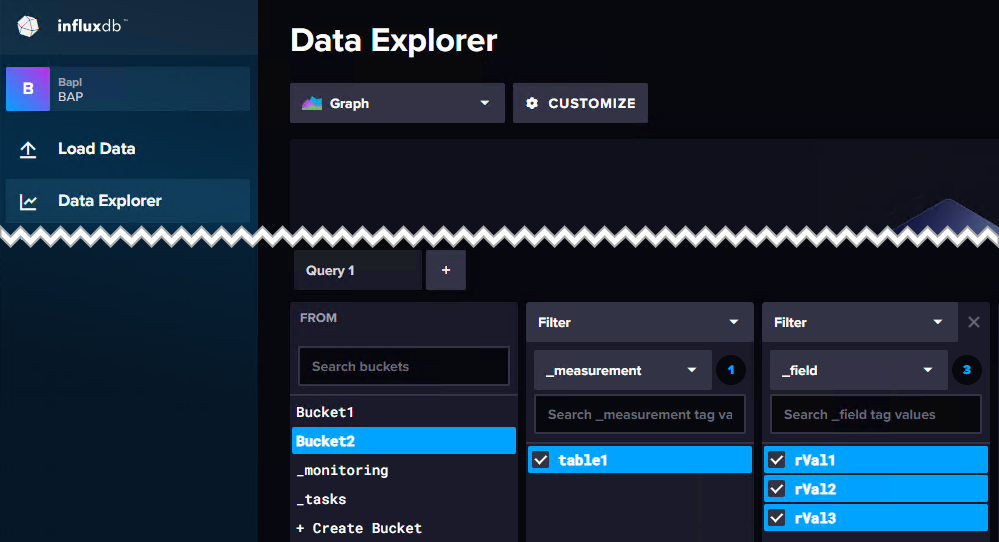 influxdb™
Data Explorer
B
Bapl
BAP
Graph
CUSTOMIZE
Load Data
Data Explorer
Query 1
+
FROM
Search buckets
Bucket1
Bucket2
_monitoring
_tasks
+ Create Bucket
Filter
_measurement
1
Search _measurement tag va
table1
Filter
_field
3
Search _field tag values
rVal1
rVal2
rVal3